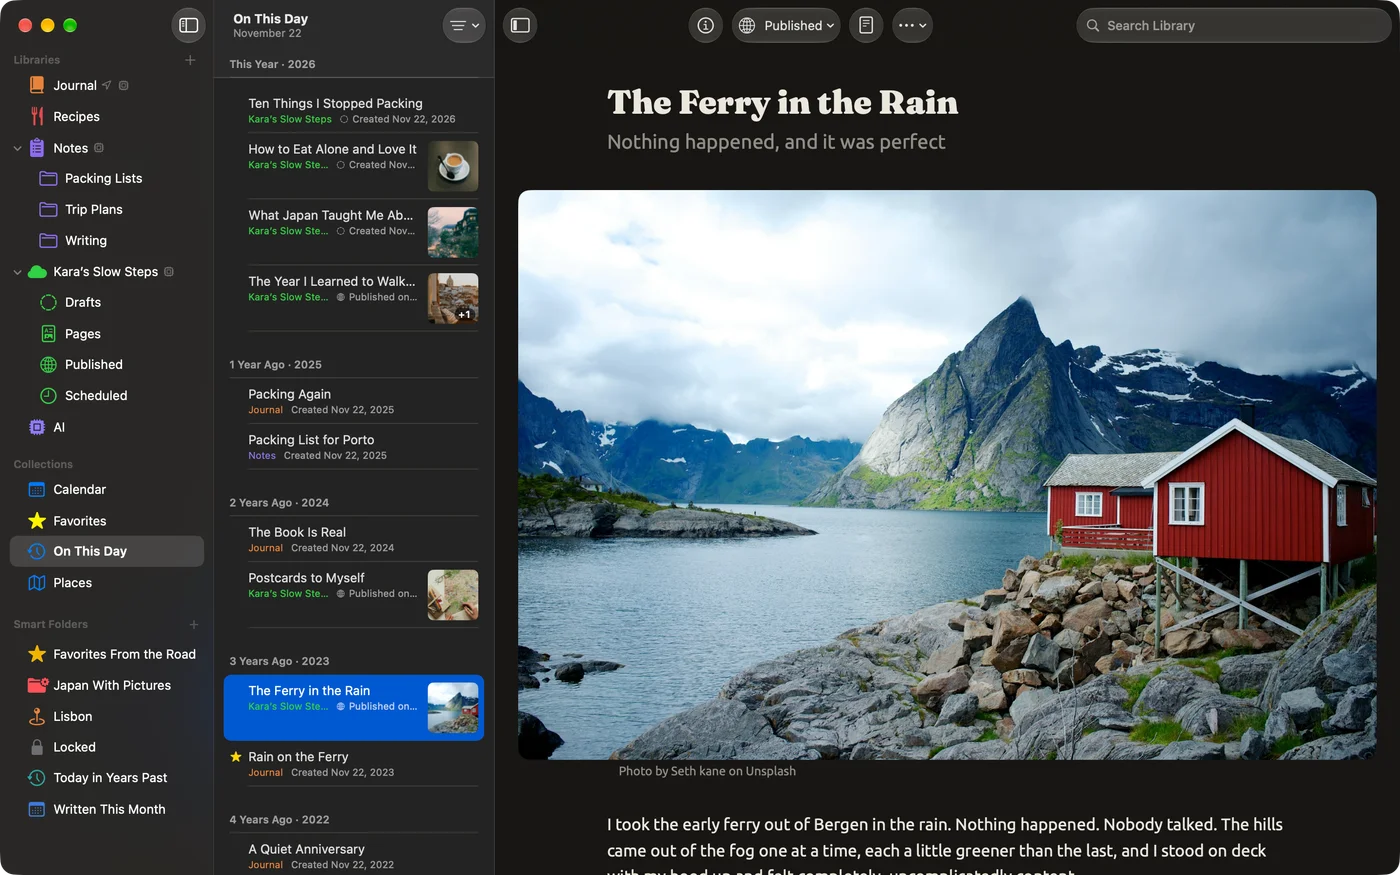 Libraries
Journal
Recipes
Notes
Packing Lists
Trip Plans
Writing
Kara's Slow Steps
Drafts
Pages
Published
Scheduled
AI
Collections
Calendar
Favorites
On This Day
Places
Smart Folders
Favorites From the Road
Japan With Pictures
Lisbon
Locked
Today in Years Past
Written This Month
On This Day
November 22
This Year · 2026
Ten Things I Stopped Packing
Kara's Slow Steps Created Nov 22, 2026
How to Eat Alone and Love It
Kara's Slow Ste... Created Nov...
What Japan Taught Me Ab...
Kara's Slow Ste... Created Nov...
The Year I Learned to Walk...
Kara's Slow Ste... Published on...
+1
1 Year Ago · 2025
Packing Again
Journal Created Nov 22, 2025
Packing List for Porto
Notes Created Nov 22, 2025
2 Years Ago · 2024
The Book Is Real
Journal Created Nov 22, 2024
Postcards to Myself
Kara's Slow Ste... Published on...
3 Years Ago · 2023
The Ferry in the Rain
Kara's Slow Ste... Published on...
Rain on the Ferry
Journal Created Nov 22, 2023
4 Years Ago · 2022
A Quiet Anniversary
Journal Created Nov 22, 2022
Published
Search Library
The Ferry in the Rain
Nothing happened, and it was perfect
Photo by Seth kane on Unsplash
I took the early ferry out of Bergen in the rain. Nothing happened. Nobody talked. The hills
came out of the fog one at a time, each a little greener than the last, and I stood on deck
with my hood up and felt completely, uncomplicatedly content.